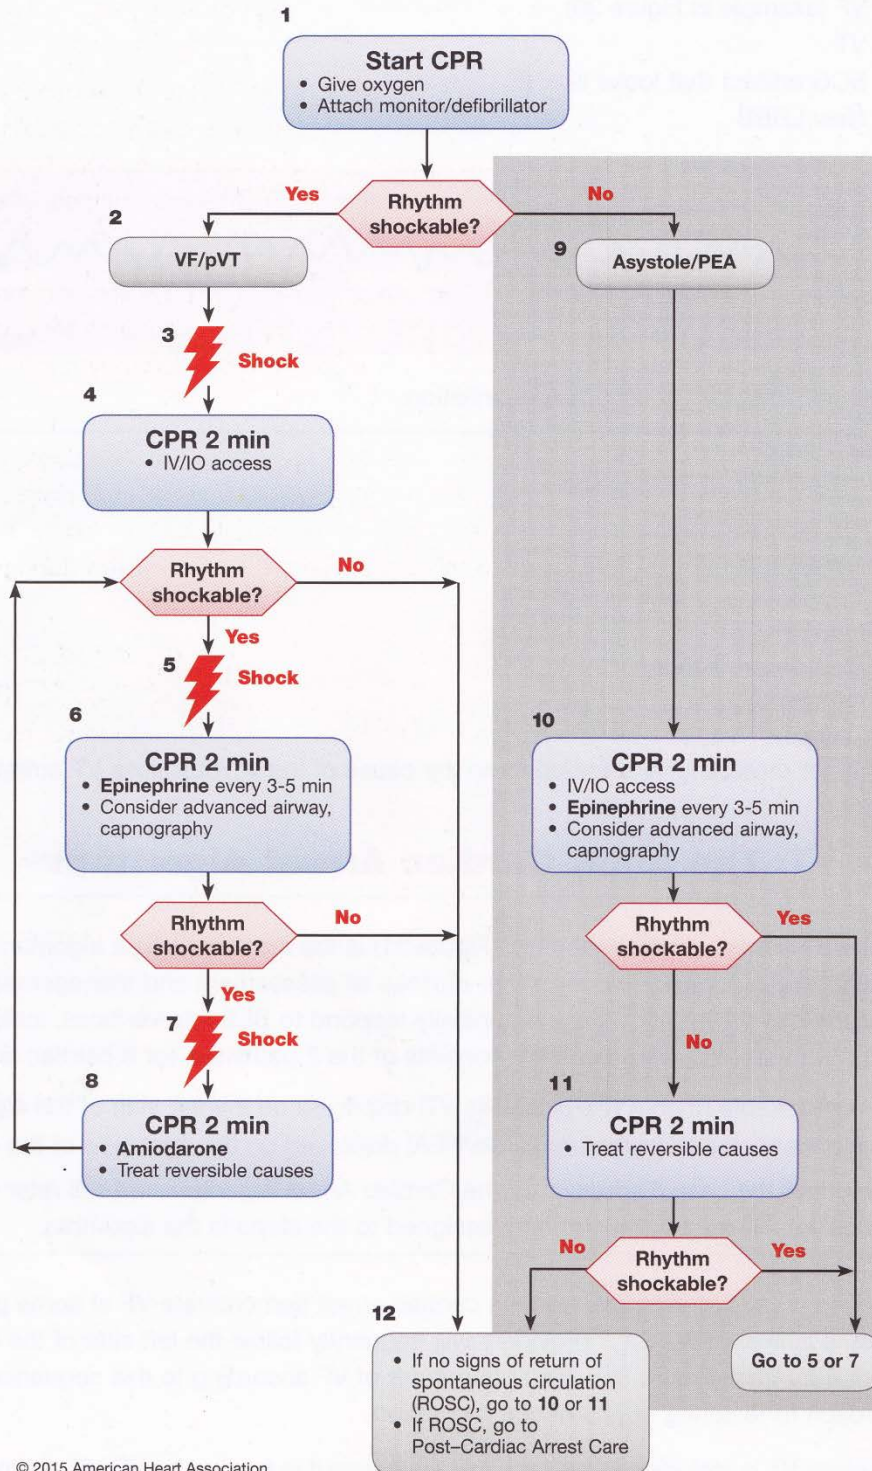 1
Start CPR
• Give oxygen
• Attach monitor/defibrillator
Rhythm
shockable?
Yes
No
2
VF/pVT
9
Asystole/PEA
3
Shock
4
CPR 2 min
• IV/IO access
Rhythm
shockable?
No
Yes
5
Shock
6
CPR 2 min
• Epinephrine every 3-5 min
• Consider advanced airway,
capnography
10
CPR 2 min
• IV/IO access
• Epinephrine every 3-5 min
• Consider advanced airway,
capnography
Rhythm
shockable?
No
Yes
Rhythm
shockable?
Yes
No
7
Shock
8
CPR 2 min
• Amiodarone
• Treat reversible causes
11
CPR 2 min
• Treat reversible causes
Rhythm
shockable?
No
Yes
12
• If no signs of return of
spontaneous circulation
(ROSC), go to 10 or 11
• If ROSC, go to
Post–Cardiac Arrest Care
Go to 5 or 7
© 2015 American Heart Association